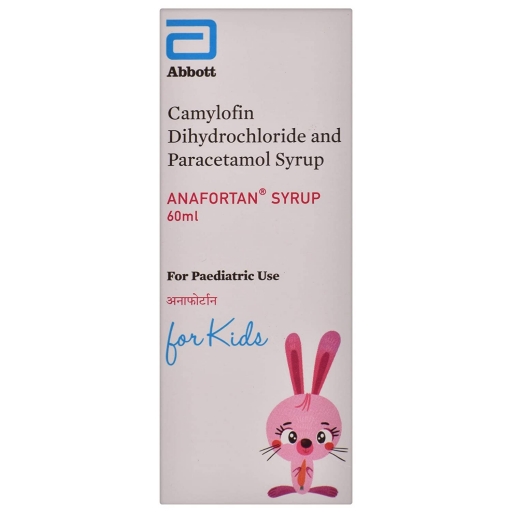 Abbott
Camylofin
Dihydrochloride and
Paracetamol Syrup
ANAFORTAN® SYRUP
60ml
For Paediatric Use
अनाफोर्टान
for Kids